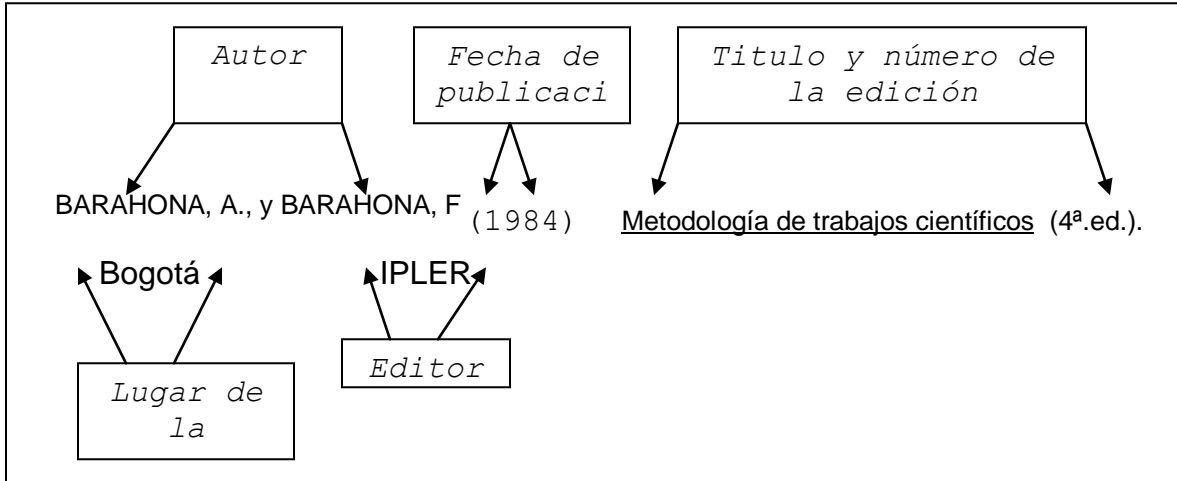 Autor
Fecha de
publicaci
Titulo y número de
la edición
BARAHONA, A., y BARAHONA, F (1984) Metodología de trabajos científicos (4ª.ed.).
Bogotá IPLER
Editor
Lugar de
la